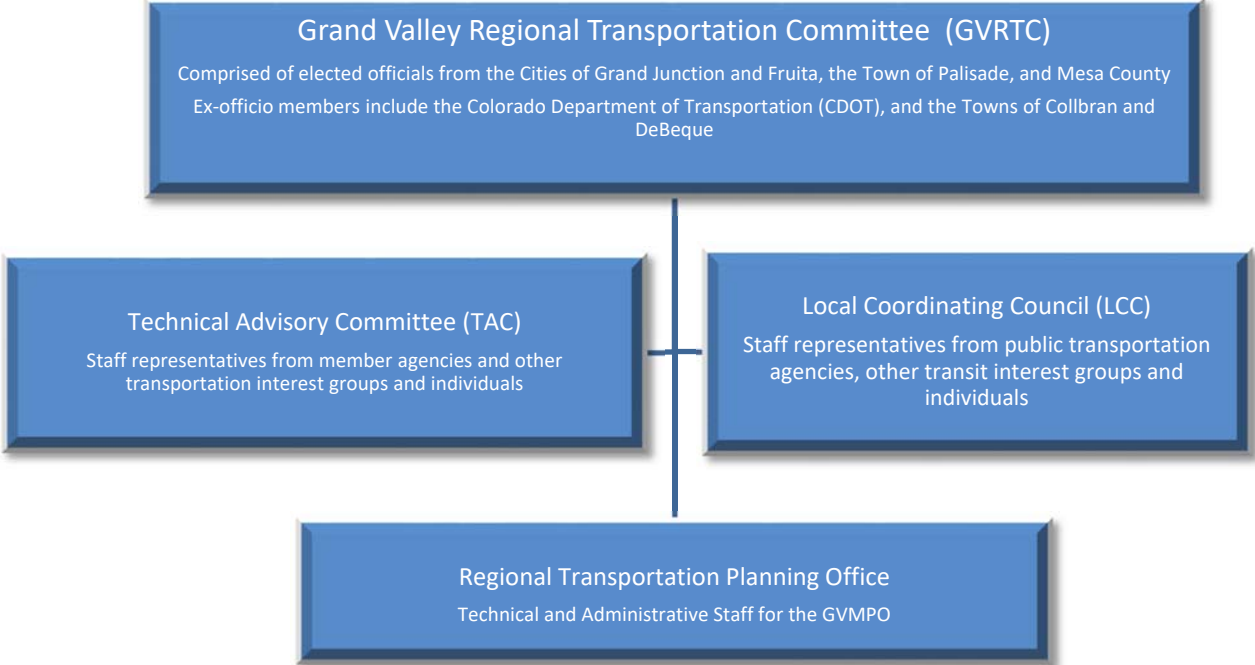 Grand Valley Regional Transportation Committee (GVRTC)
Comprised of elected officials from the Cities of Grand Junction and Fruita, the Town of Palisade, and Mesa County
Ex-officio members include the Colorado Department of Transportation (CDOT), and the Towns of Collbran and
DeBeque
Technical Advisory Committee (TAC)
Staff representatives from member agencies and other
transportation interest groups and individuals
Local Coordinating Council (LCC)
Staff representatives from public transportation
agencies, other transit interest groups and
individuals
Regional Transportation Planning Office
Technical and Administrative Staff for the GVMPO